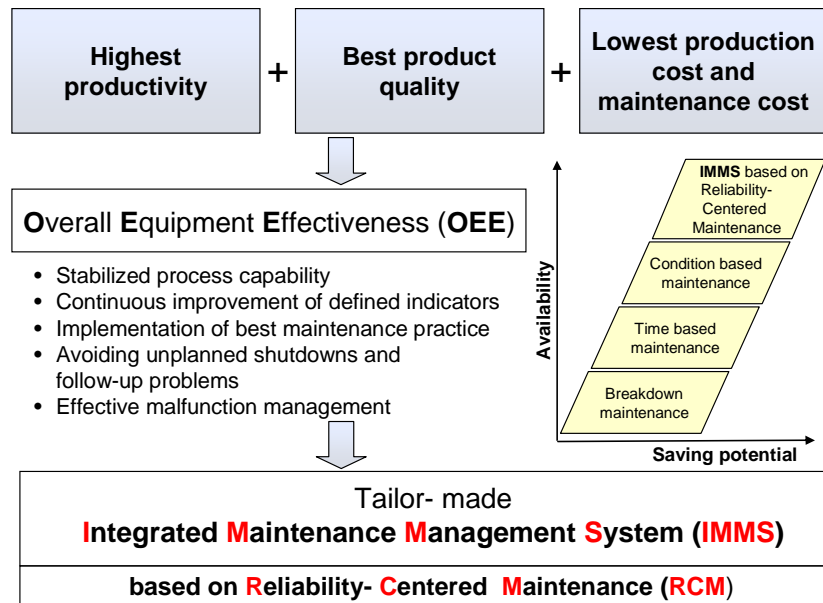 Highest
productivity
+
Best product
quality
+
Lowest production
cost and
maintenance cost
Overall Equipment Effectiveness (OEE)
• Stabilized process capability
• Continuous improvement of defined indicators
• Implementation of best maintenance practice
• Avoiding unplanned shutdowns and
follow-up problems
• Effective malfunction management
Availability
IMMS based on
Reliability-
Centered
Maintenance
Condition based
maintenance
Time based
maintenance
Breakdown
maintenance
Saving potential
Tailor- made
Integrated Maintenance Management System (IMMS)
based on Reliability- Centered Maintenance (RCM)